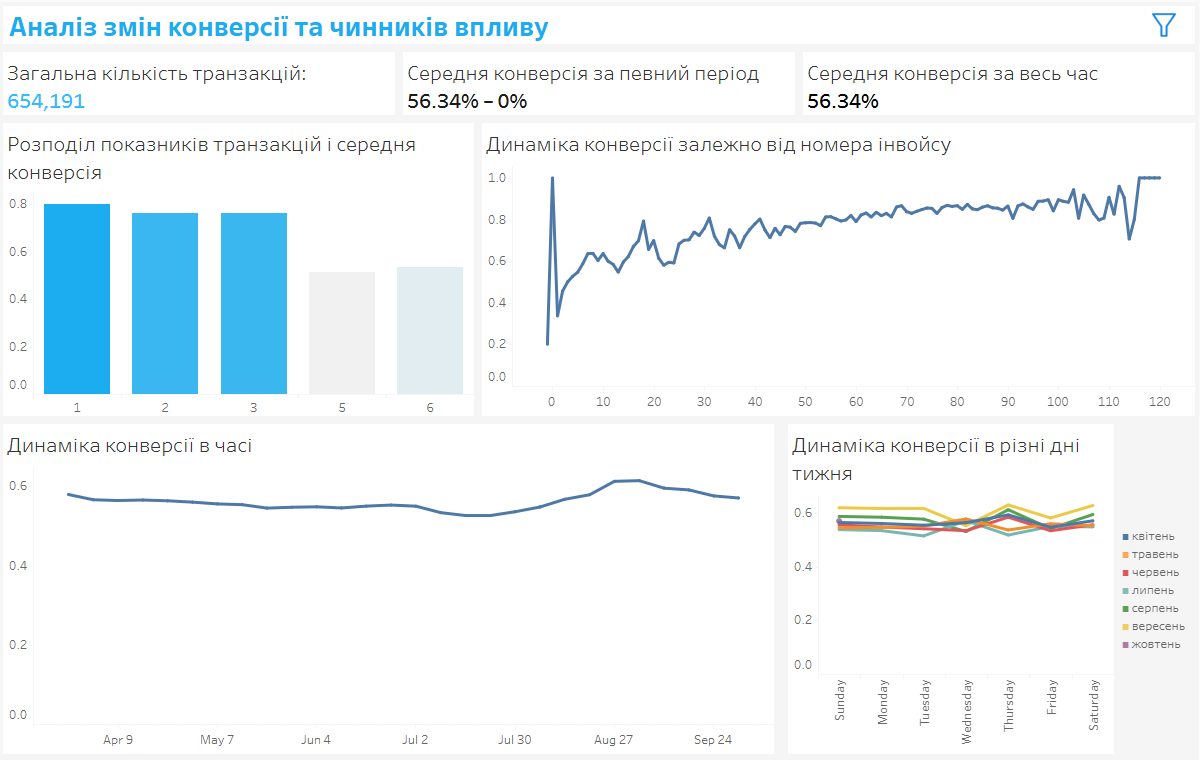 Аналіз змін конверсії та чинників впливу
Загальна кількість транзакцій:
654,191
Середня конверсія за певний період
56.34% – 0%
Середня конверсія за весь час
56.34%
Розподіл показників транзакцій і середня
конверсія
0.8
0.6
0.4
0.2
0.0
1 2 3 5 6
Динаміка конверсії залежно від номера інвойсу
1.0
0.8
0.6
0.4
0.2
0.0
0 10 20 30 40 50 60 70 80 90 100 110 120
Динаміка конверсії в часі
0.6
0.4
0.2
0.0
Apr 9 May 7 Jun 4 Jul 2 Jul 30 Aug 27 Sep 24
Динаміка конверсії в різні дні
тижня
0.6
0.4
0.2
0.0
Sunday Monday Tuesday Wednesday Thursday Friday Saturday
квітень
травень
червень
липень
серпень
вересень
жовтень